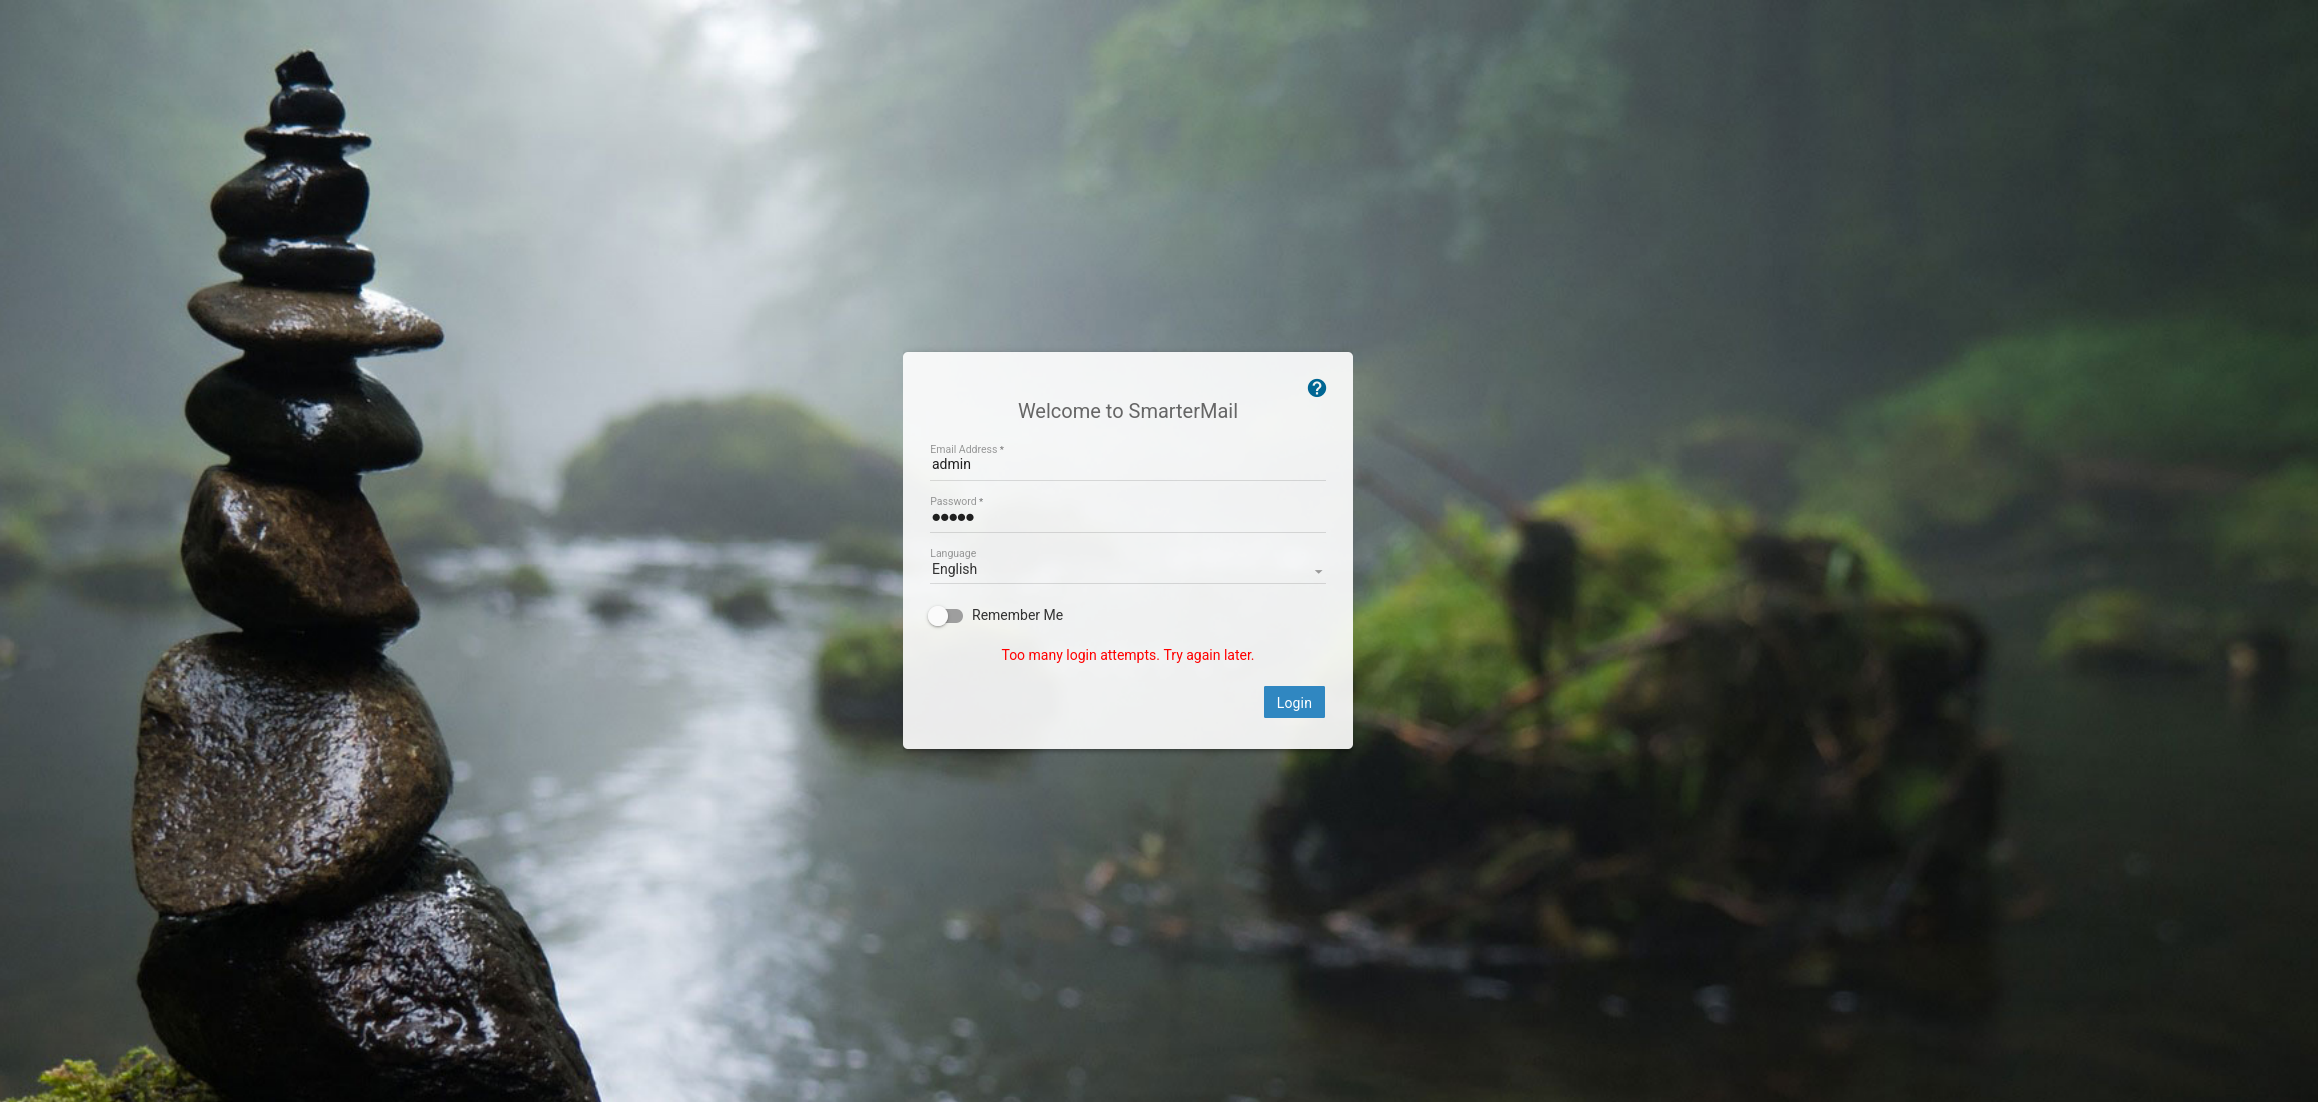 Welcome to SmarterMail
Email Address *
admin
Password *
●●●●●
Language
English
Remember Me
Too many login attempts. Try again later.
Login